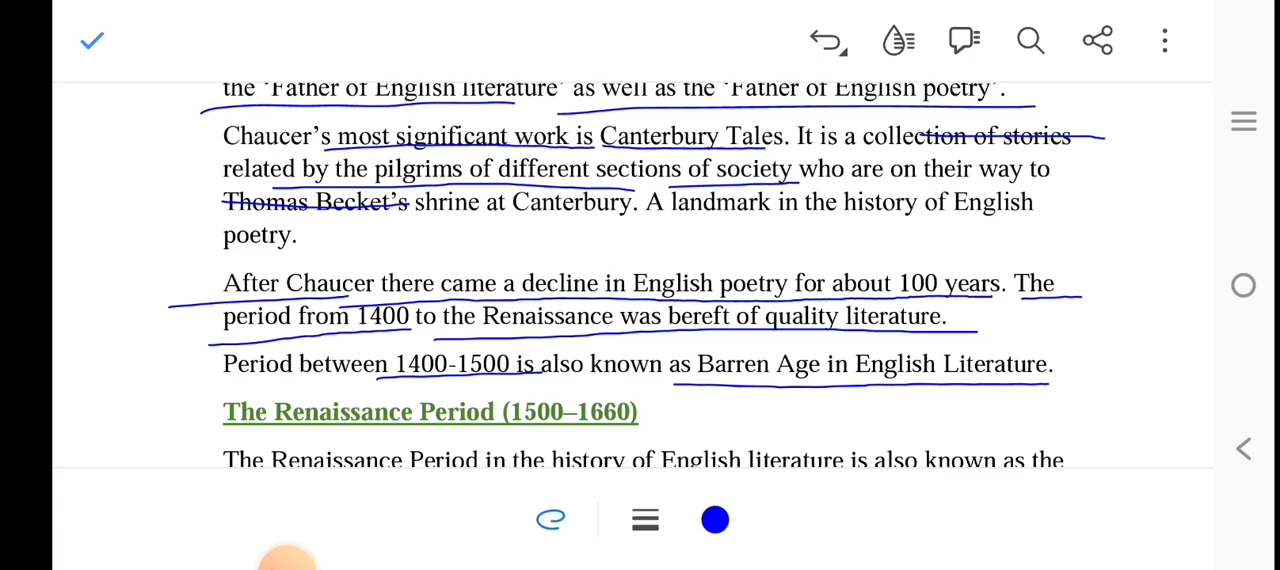 the 'Father of English literature' as well as the 'Father of English poetry'.
Chaucer's most significant work is Canterbury Tales. It is a collection of stories
related by the pilgrims of different sections of society who are on their way to
Thomas Becket's shrine at Canterbury. A landmark in the history of English
poetry.
After Chaucer there came a decline in English poetry for about 100 years. The
period from 1400 to the Renaissance was bereft of quality literature.
Period between 1400-1500 is also known as Barren Age in English Literature.
The Renaissance Period (1500–1660)
The Renaissance Period in the history of English literature is also known as the